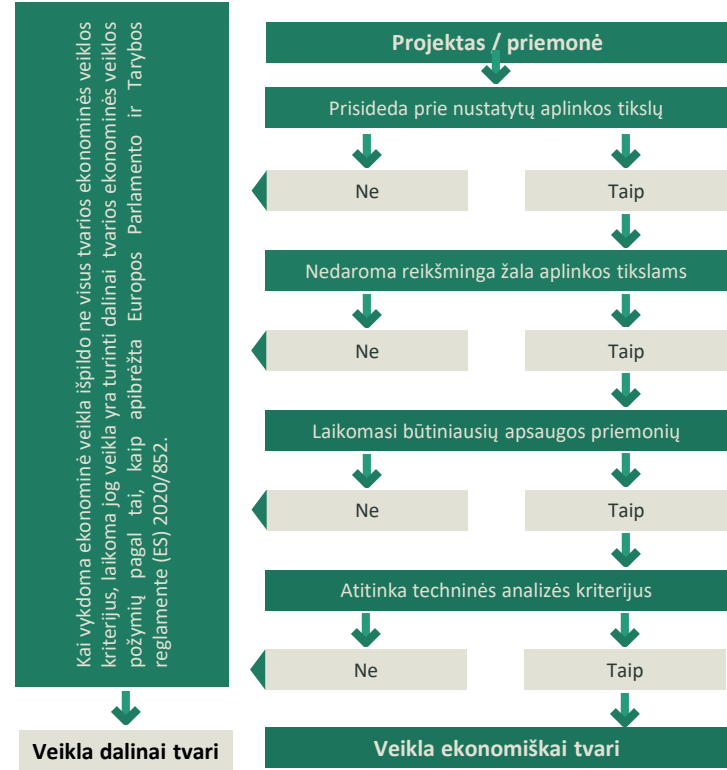 Kai vykdoma ekonominė veikla išpildo ne visus tvarios ekonominės veiklos
kriterijus, laikoma jog veikla yra turinti dalinai tvarios ekonominės veiklos
požymių pagal tai, kaip apibrėžta Europos Parlamento ir Tarybos
reglamente (ES) 2020/852.
Veikla dalinai tvari
Projektas / priemonė
Prisideda prie nustatytų aplinkos tikslų
Ne
Taip
Nedaroma reikšminga žala aplinkos tikslams
Ne
Taip
Laikomasi būtiniausių apsaugos priemonių
Ne
Taip
Atitinka techninės analizės kriterijus
Ne
Taip
Veikla ekonomiškai tvari